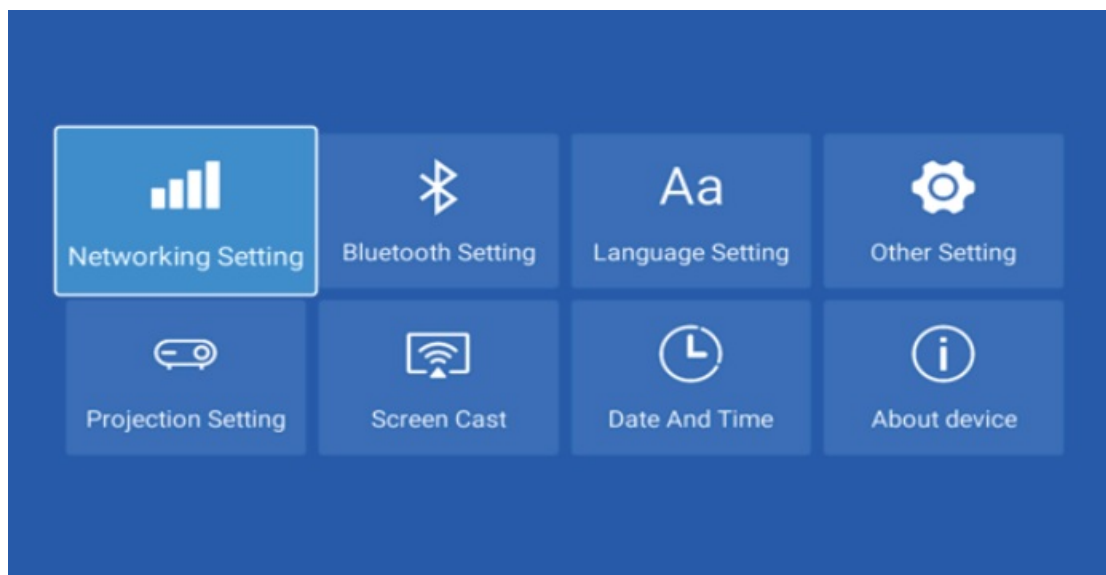 Networking Setting
Bluetooth Setting
Aa
Language Setting
Other Setting
Projection Setting
Screen Cast
Date And Time
About device